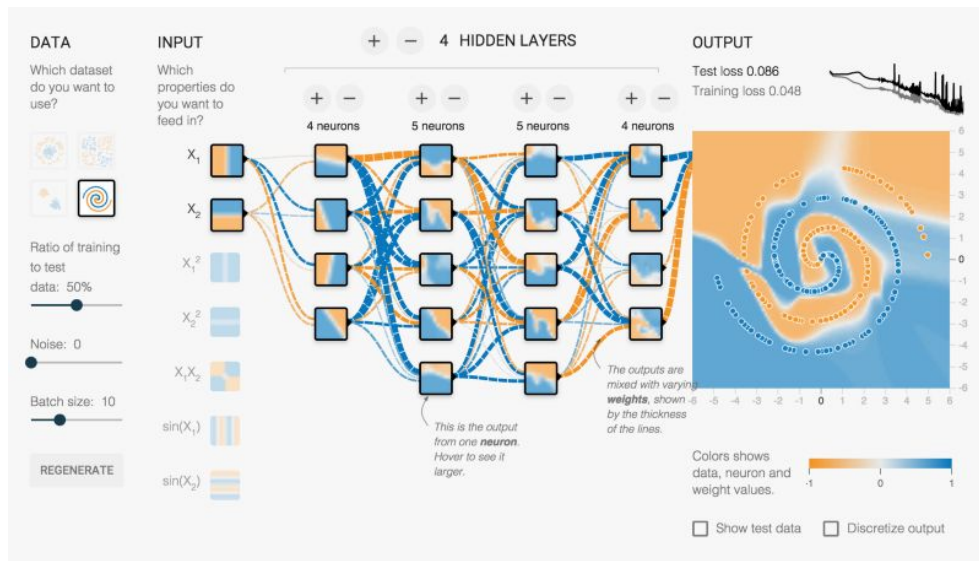 DATA
Which dataset
do you want to
use?
Ratio of training
to test
data: 50%
Noise: 0
Batch size: 10
REGENERATE
INPUT
Which
properties do
you want to
feed in?
X₁
X₂
X₁²
X₂²
X₁X₂
sin(X₁)
sin(X₂)
+ − 4 HIDDEN LAYERS
+ − + − + − + −
4 neurons 5 neurons 5 neurons 4 neurons
This is the output
from one neuron.
Hover to see it
larger.
The outputs are
mixed with varying
weights, shown
by the thickness
of the lines.
OUTPUT
Test loss 0.086
Training loss 0.048
6
5
4
3
2
1
0
-1
-2
-3
-4
-5
-6
-6 -5 -4 -3 -2 -1 0 1 2 3 4 5 6
Colors shows
data, neuron and
weight values.
-1 0 1
Show test data Discretize output